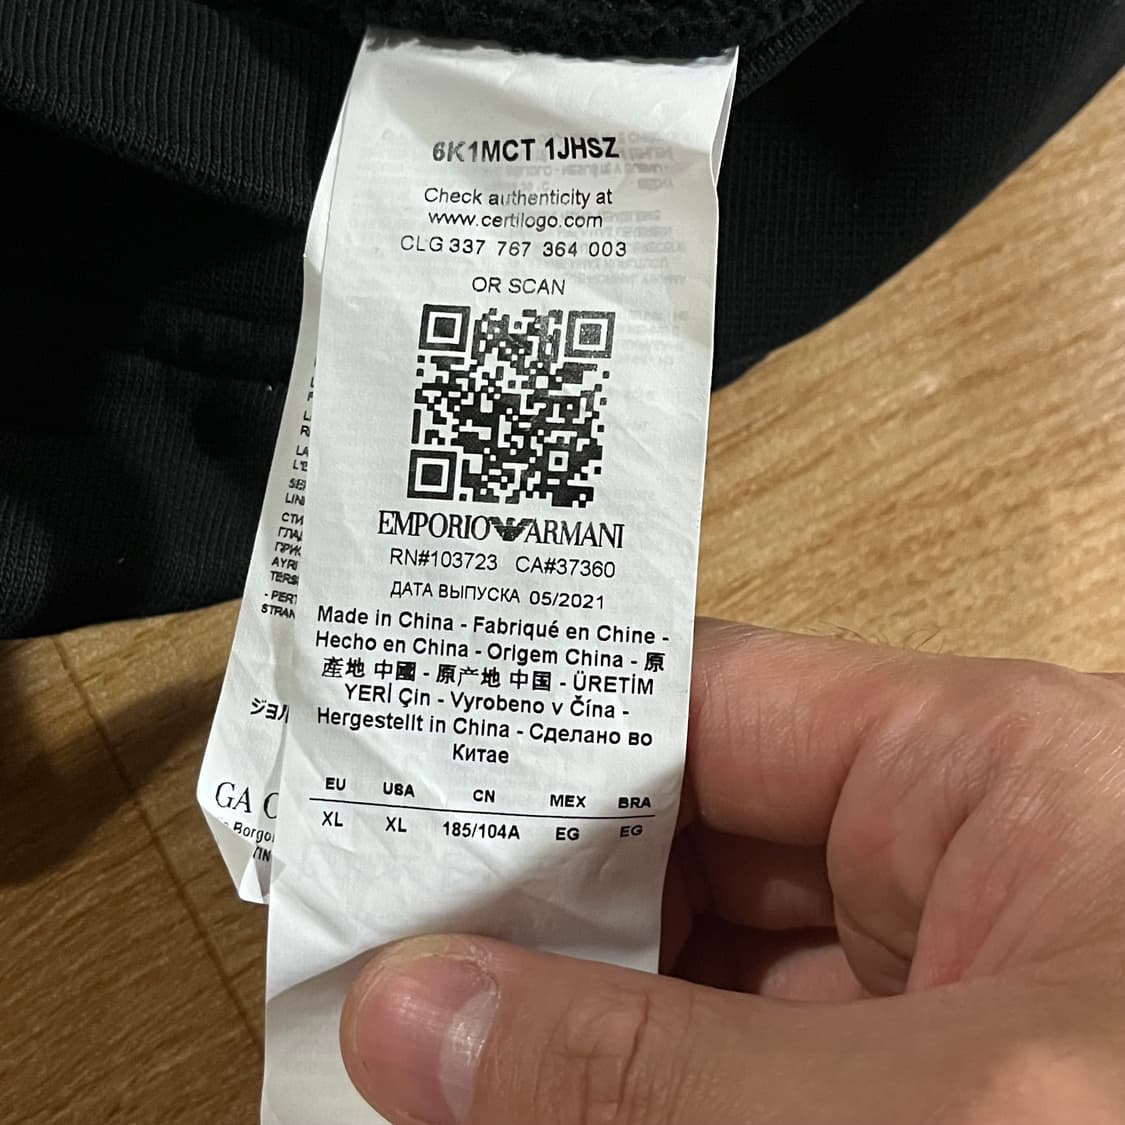 6K1MCT 1JHSZ
Check authenticity at
www.certilogo.com
CLG 337 767 364 003
OR SCAN
EMPORIO ARMANI
RN#103723 CA#37360
ДАТА ВЫПУСКА 05/2021
Made in China - Fabriqué en Chine -
Hecho en China - Origem China - 原
產地 中國 - 原产地 中国 - ÜRETİM
YERİ Çin - Vyrobeno v Čína -
Hergestellt in China - Сделано во
Китае
EU USA CN MEX BRA
XL XL 185/104A EG EG
GA
Borgo